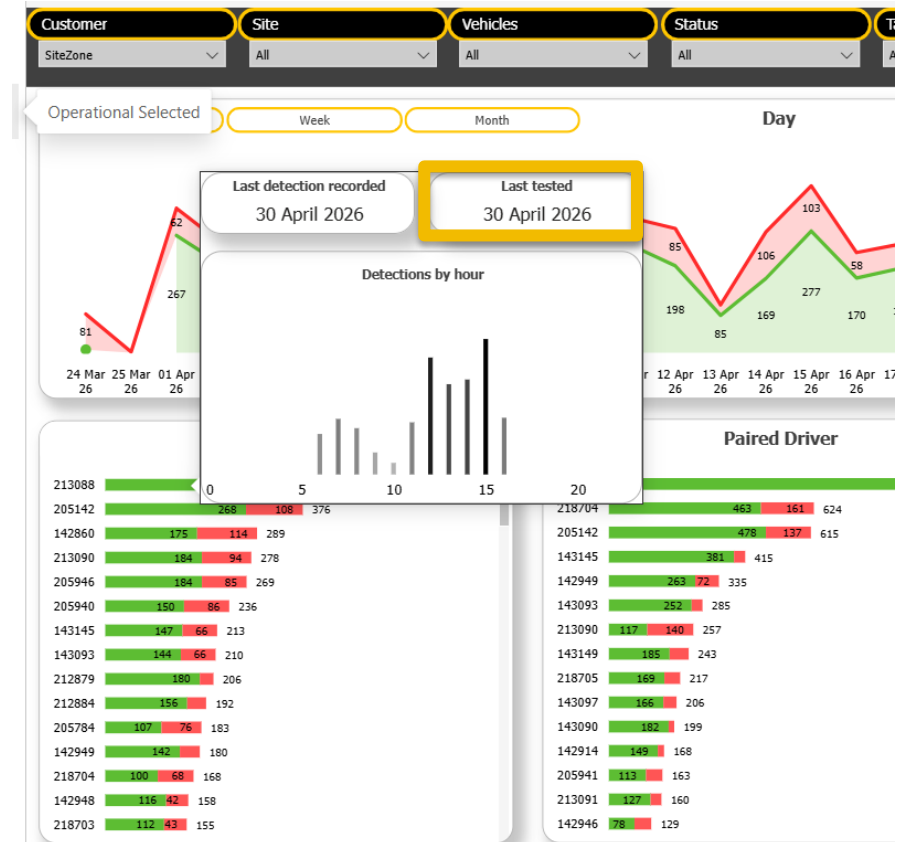 Customer Site Vehicles Status
SiteZone All All All
Operational Selected
Week Month Day
Last detection recorded Last tested
30 April 2026 30 April 2026
Detections by hour
62
267
81
103
85
106
58
277
198
169
170
85
24 Mar 26
25 Mar 26
01 Apr
12 Apr 26
13 Apr 26
14 Apr 26
15 Apr 26
16 Apr 26
0 5 10 15 20
213088
205142 268 108 376
142860 175 114 289
213090 184 94 278
205946 184 85 269
205940 150 86 236
143145 147 66 213
143093 144 66 210
212879 180 206
212884 156 192
205784 107 76 183
142949 142 180
218704 100 68 168
142948 116 42 158
218703 112 43 155
Paired Driver
218704 463 161 624
205142 478 137 615
143145 381 415
142949 263 72 335
143093 252 285
213090 117 140 257
143149 185 243
218705 169 217
143097 166 206
143090 182 199
142914 149 168
205941 113 163
213091 127 160
142946 78 129